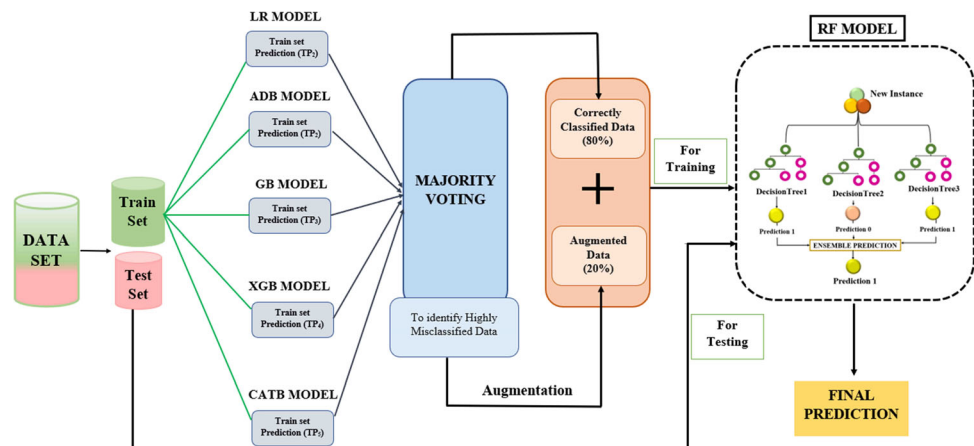 DATA
SET
Train
Set
Test
Set
LR MODEL
Train set
Prediction (TP₂)
ADB MODEL
Train set
Prediction (TP₂)
GB MODEL
Train set
Prediction (TP₃)
XGB MODEL
Train set
Prediction (TP₄)
CATB MODEL
Train set
Prediction (TP₅)
MAJORITY
VOTING
To identify Highly
Misclassified Data
Augmentation
Correctly
Classified Data
(80%)
+
Augmented
Data
(20%)
For
Training
For
Testing
RF MODEL
New Instance
DecisionTree1
DecisionTree2
DecisionTree3
Prediction 1
Prediction 0
Prediction 1
ENSEMBLE PREDICTION
Prediction 1
FINAL
PREDICTION